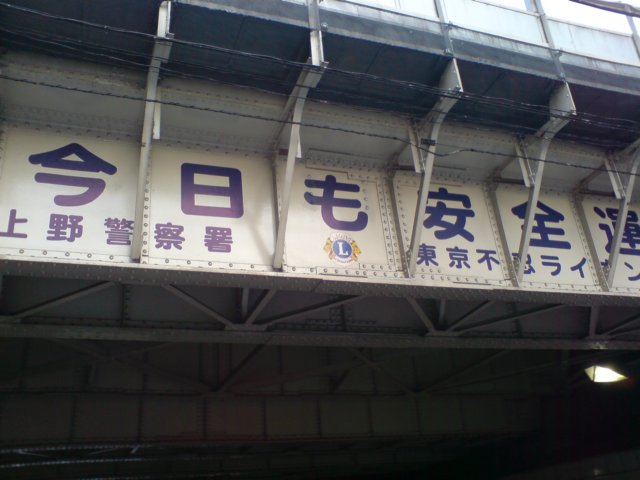 今日も安全運
上野警察署
東京不忍ライオン
L